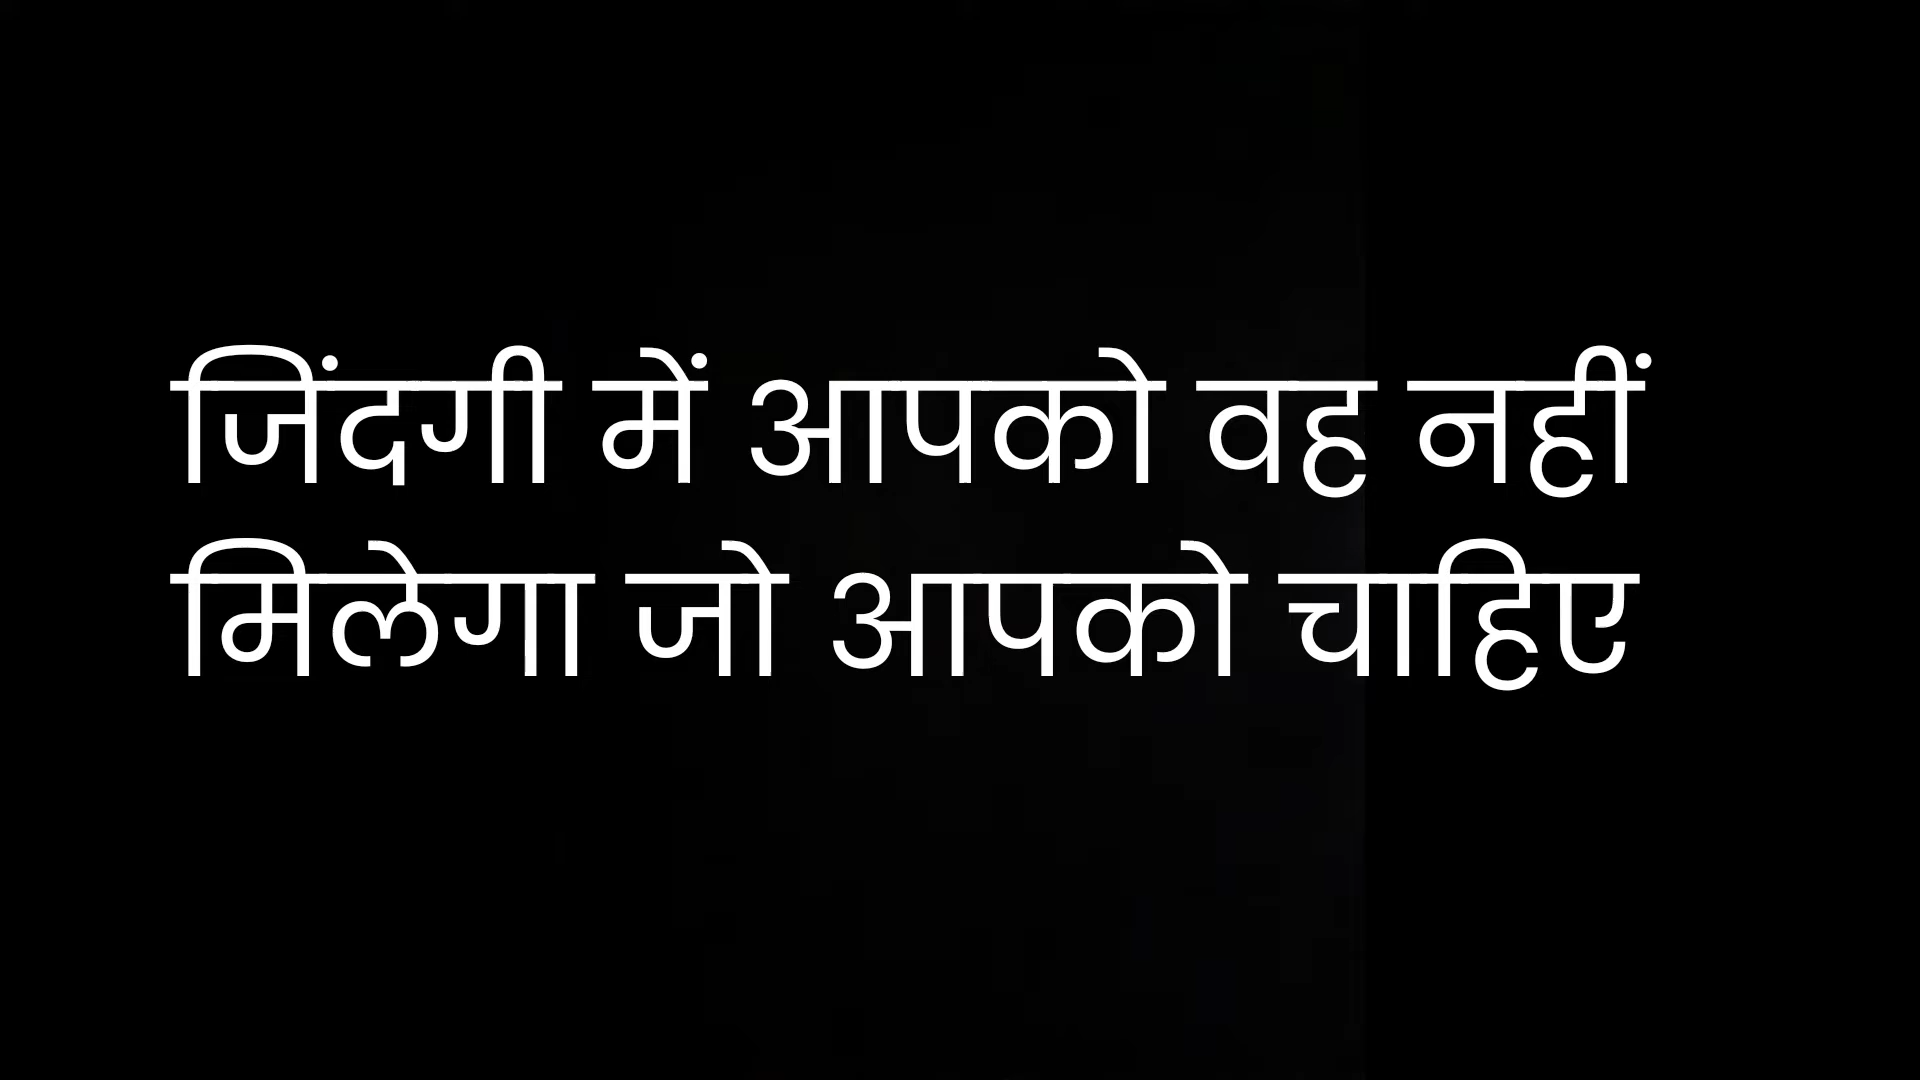 जिंदगी में आपको वह नहीं
मिलेगा जो आपको चाहिए